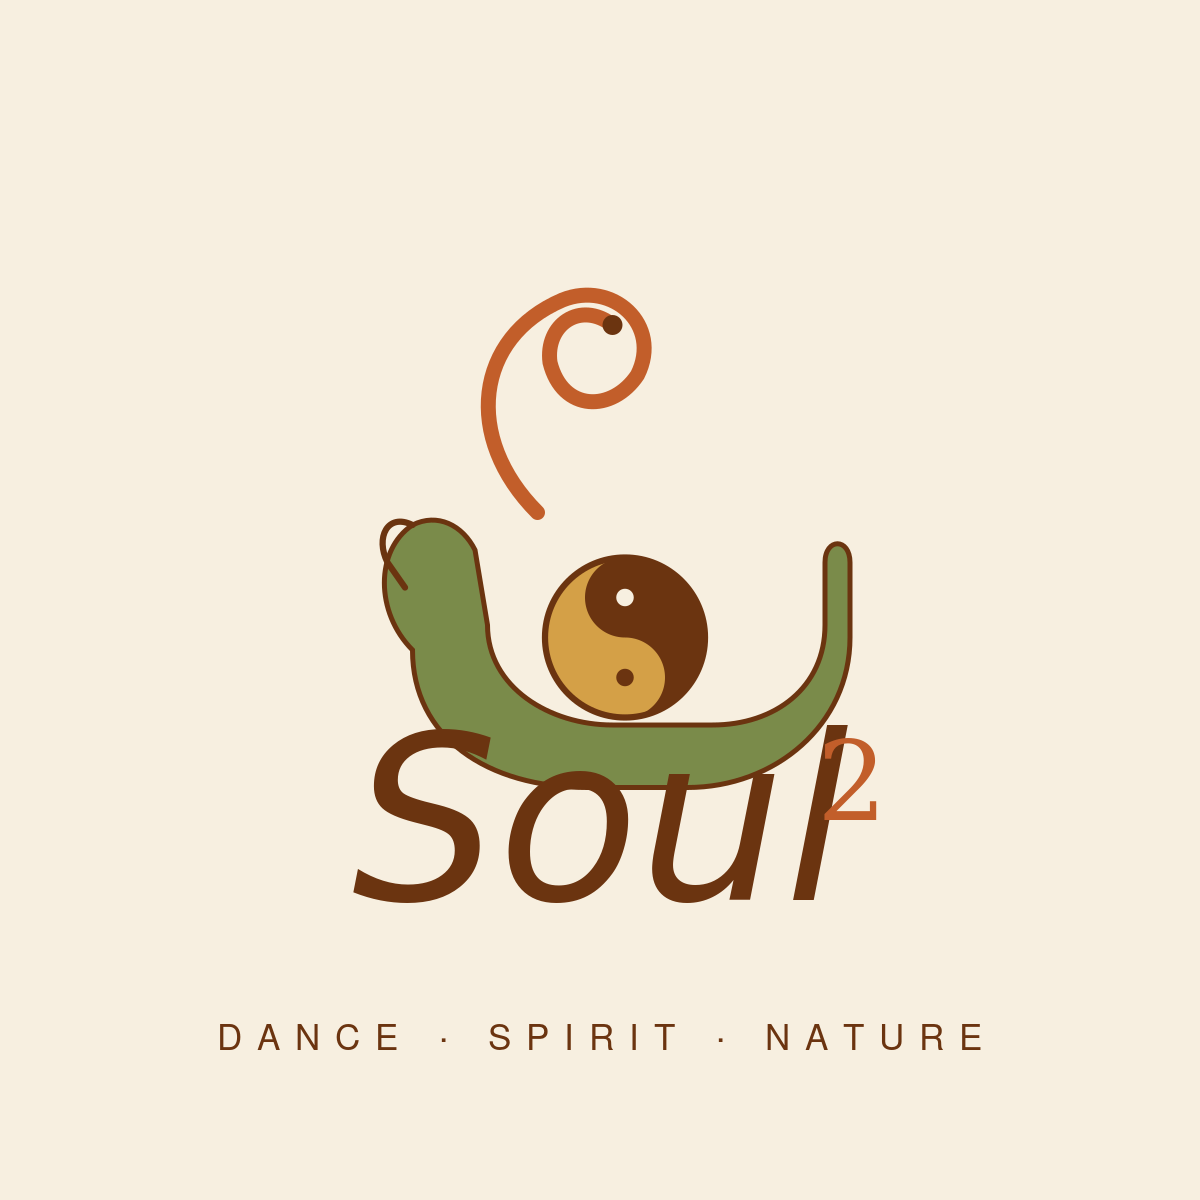 Soul²
DANCE · SPIRIT · NATURE